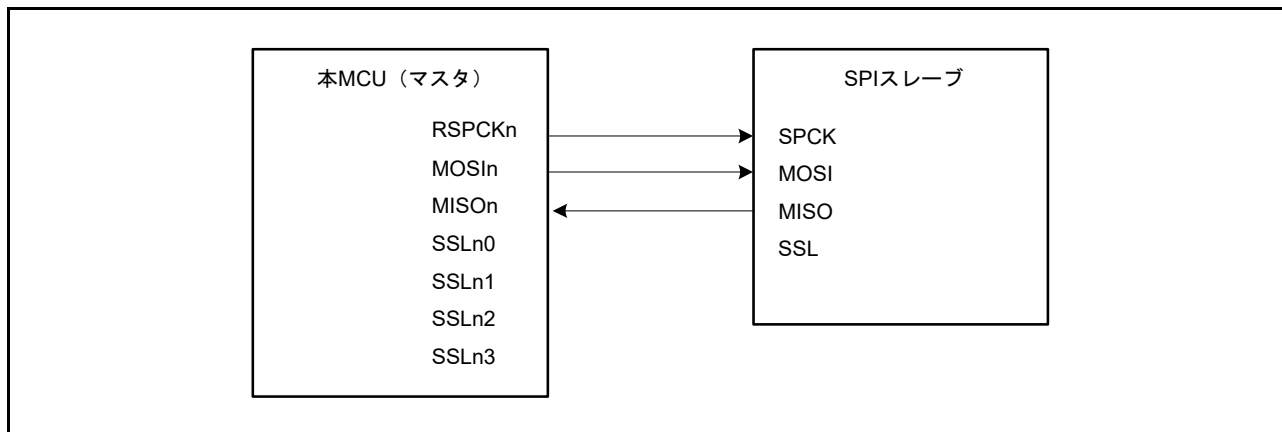 本MCU（マスタ）
RSPCKn
MOSIn
MISOn
SSLn0
SSLn1
SSLn2
SSLn3
SPIスレーブ
SPCK
MOSI
MISO
SSL